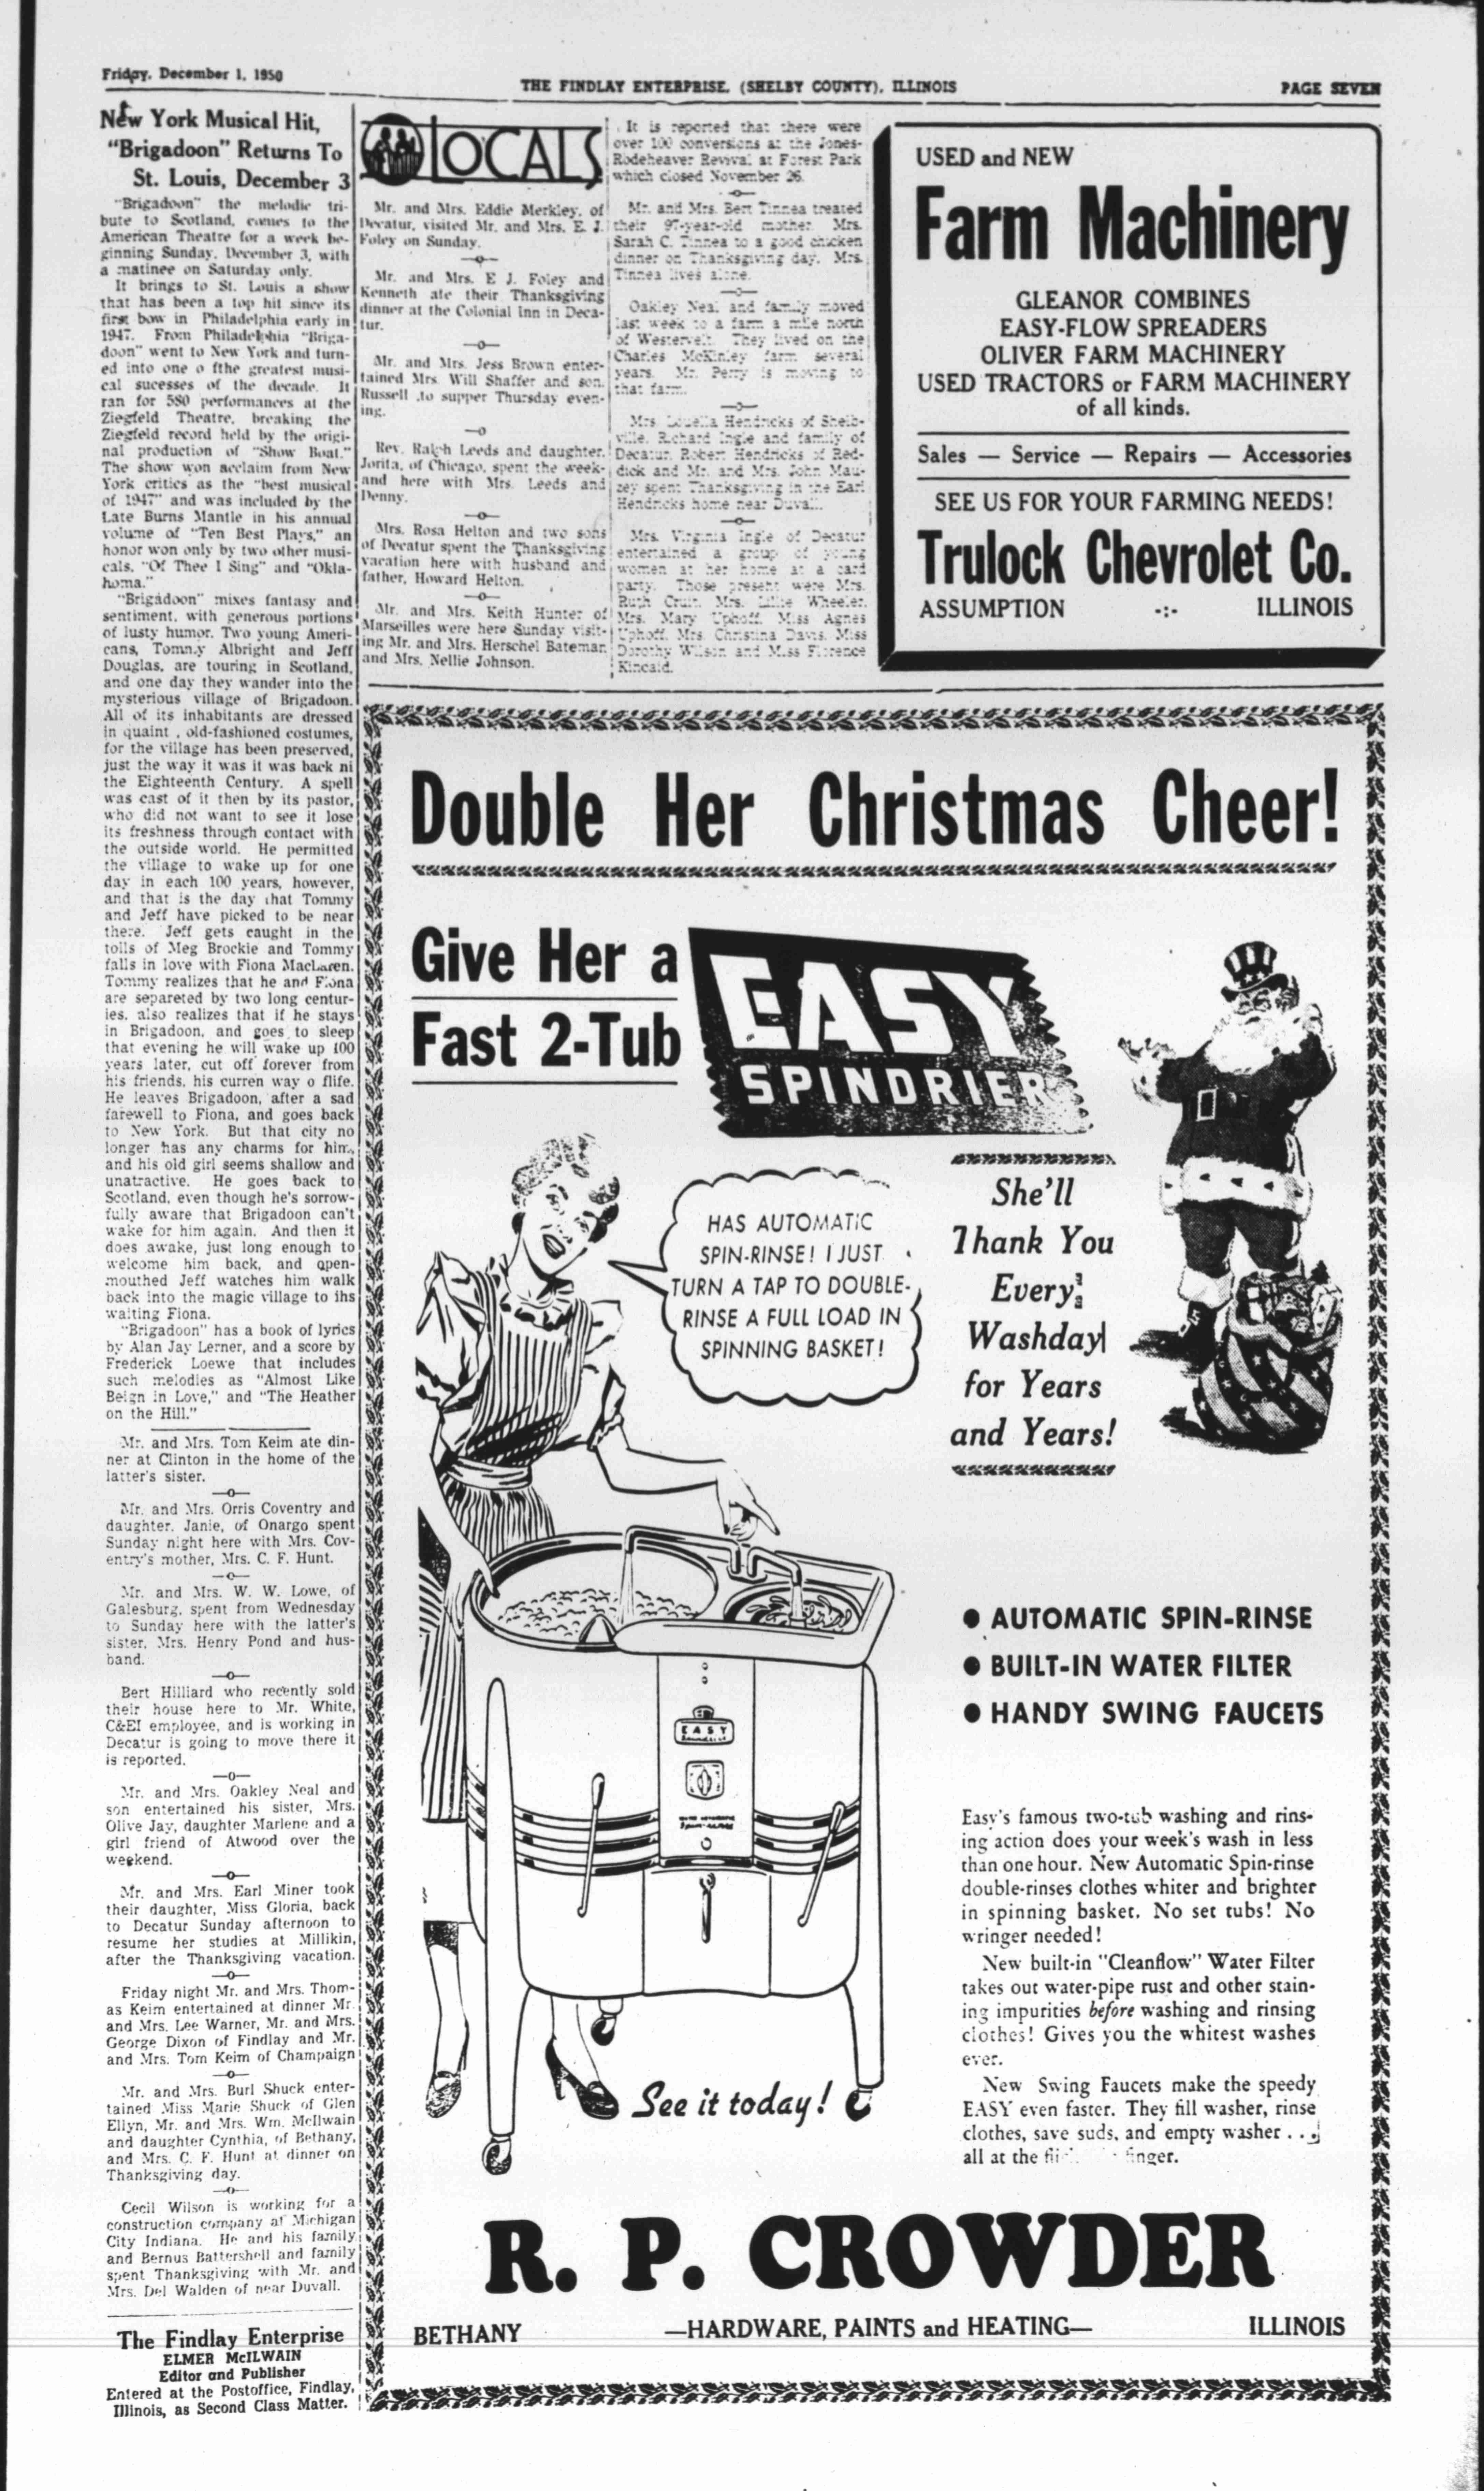 Friday, December 1, 1950
THE FINDLAY ENTERPRISE, (SHELBY COUNTY), ILLINOIS
PAGE SEVEN
New York Musical Hit,
"Brigadoon" Returns To
St. Louis, December 3
"Brigadoon" the melodic tri-
bute to Scotland, comes to the
American Theatre for a week be-
ginning Sunday, December 3, with
a matinee on Saturday only.
It brings to St. Louis a show
that has been a top hit since its
first bow in Philadelphia early in
1947. From Philadelphia "Briga-
doon" went to New York and turn-
ed into one o fthe greatest musi-
cal sucesses of the decade. It
ran for 580 performances at the
Ziegfeld Theatre, breaking the
Ziegfeld record held by the origi-
nal production of "Show Boat."
The show won acclaim from New
York critics as the "best musical
of 1947" and was included by the
Late Burns Mantle in his annual
volume of "Ten Best Plays," an
honor won only by two other musi-
cals, "Of Thee I Sing" and "Okla-
homa."
"Brigadoon" mixes fantasy and
sentiment, with generous portions
of lusty humor. Two young Ameri-
cans, Tomn.y Albright and Jeff
Douglas, are touring in Scotland,
and one day they wander into the
mysterious village of Brigadoon.
All of its inhabitants are dressed
in quaint , old-fashioned costumes,
for the village has been preserved,
just the way it was it was back ni
the Eighteenth Century. A spell
was cast of it then by its pastor,
who did not want to see it lose
its freshness through contact with
the outside world. He permitted
the village to wake up for one
day in each 100 years, however,
and that is the day that Tommy
and Jeff have picked to be near
there. Jeff gets caught in the
toils of Meg Brockie and Tommy
falls in love with Fiona MacLaren.
Tommy realizes that he and Fiona
are separeted by two long centur-
ies, also realizes that if he stays
in Brigadoon, and goes to sleep
that evening he will wake up 100
years later, cut off forever from
his friends, his curren way o flife.
He leaves Brigadoon, after a sad
farewell to Fiona, and goes back
to New York. But that city no
longer has any charms for him,
and his old girl seems shallow and
unatractive. He goes back to
Scotland, even though he's sorrow-
fully aware that Brigadoon can't
wake for him again. And then it
does awake, just long enough to
welcome him back, and open-
mouthed Jeff watches him walk
back into the magic village to ihs
waiting Fiona.
"Brigadoon" has a book of lyrics
by Alan Jay Lerner, and a score by
Frederick Loewe that includes
such melodies as "Almost Like
Beign in Love," and "The Heather
on the Hill."
Mr. and Mrs. Tom Keim ate din-
ner at Clinton in the home of the
latter's sister.
—o—
Mr. and Mrs. Orris Coventry and
daughter, Janie, of Onargo spent
Sunday night here with Mrs. Cov-
entry's mother, Mrs. C. F. Hunt.
—o—
Mr. and Mrs. W. W. Lowe, of
Galesburg, spent from Wednesday
to Sunday here with the latter's
sister, Mrs. Henry Pond and hus-
band.
—o—
Bert Hilliard who recently sold
their house here to Mr. White,
C&EI employee, and is working in
Decatur is going to move there it
is reported.
—o—
Mr. and Mrs. Oakley Neal and
son entertained his sister, Mrs.
Olive Jay, daughter Marlene and a
girl friend of Atwood over the
weekend.
—o—
Mr. and Mrs. Earl Miner took
their daughter, Miss Gloria, back
to Decatur Sunday afternoon to
resume her studies at Millikin,
after the Thanksgiving vacation.
—o—
Friday night Mr. and Mrs. Thom-
as Keim entertained at dinner Mr.
and Mrs. Lee Warner, Mr. and Mrs.
George Dixon of Findlay and Mr.
and Mrs. Tom Keim of Champaign
—o—
Mr. and Mrs. Burl Shuck enter-
tained Miss Marie Shuck of Glen
Ellyn, Mr. and Mrs. Wm. McIlwain
and daughter Cynthia, of Bethany,
and Mrs. C. F. Hunt at dinner on
Thanksgiving day.
—o—
Cecil Wilson is working for a
construction company at Michigan
City Indiana. He and his family
and Bernus Battershell and family
spent Thanksgiving with Mr. and
Mrs. Del Walden of near Duvall.
The Findlay Enterprise
ELMER McILWAIN
Editor and Publisher
Entered at the Postoffice, Findlay,
Illinois, as Second Class Matter.
LOCALS
Mr. and Mrs. Eddie Merkley, of
Decatur, visited Mr. and Mrs. E. J.
Foley on Sunday.
—o—
Mr. and Mrs. E J. Foley and
Kenneth ate their Thanksgiving
dinner at the Colonial Inn in Deca-
tur.
—o—
Mr. and Mrs. Jess Brown enter-
tained Mrs. Will Shaffer and son,
Russell ,to supper Thursday even-
ing.
—o
Rev. Ralph Leeds and daughter,
Jorita, of Chicago, spent the week-
end here with Mrs. Leeds and
Denny.
—o—
Mrs. Rosa Helton and two sons
of Decatur spent the Thanksgiving
vacation here with husband and
father, Howard Helton.
—o—
Mr. and Mrs. Keith Hunter of
Marseilles were here Sunday visit-
ing Mr. and Mrs. Herschel Bateman
and Mrs. Nellie Johnson.
It is reported that there were
over 100 conversions at the Jones-
Rodeheaver Revival at Forest Park
which closed November 26.
—o—
Mr. and Mrs. Bert Tinnea treated
their 97-year-old mother, Mrs.
Sarah C. Tinnea to a good chicken
dinner on Thanksgiving day. Mrs.
Tinnea lives alone.
—o—
Oakley Neal and family moved
last week to a farm a mile north
of Westervelt. They lived on the
Charles McKinley farm several
years. Mr. Perry is moving to
that farm.
—o—
Mrs Louella Hendricks of Shelb-
ville, Richard Ingle and family of
Decatur, Robert Hendricks of Red-
dick and Mr. and Mrs. John Mau-
zey spent Thanksgiving in the Earl
Hendricks home near Duvall.
—o—
Mrs. Virginia Ingle of Decatur
entertained a group of young
women at her home at a card
party. Those present were Mrs.
Ruth Mrs. Lillie Wheeler,
Mrs. Mary Uphoff, Miss Agnes
Uphoff, Mrs. Christina Davis, Miss
Dorothy Wilson and Miss Florence
Kincaid.
USED and NEW
Farm Machinery
GLEANOR COMBINES
EASY-FLOW SPREADERS
OLIVER FARM MACHINERY
USED TRACTORS or FARM MACHINERY
of all kinds.
Sales — Service — Repairs — Accessories
SEE US FOR YOUR FARMING NEEDS!
Trulock Chevrolet Co.
ASSUMPTION -:- ILLINOIS
Double Her Christmas Cheer!
Give Her a
Fast 2-Tub
EASY
SPINDRIER
HAS AUTOMATIC
SPIN-RINSE! I JUST
TURN A TAP TO DOUBLE-
RINSE A FULL LOAD IN
SPINNING BASKET!
She'll
Thank You
Every
Washday
for Years
and Years!
EASY
● AUTOMATIC SPIN-RINSE
● BUILT-IN WATER FILTER
● HANDY SWING FAUCETS
Easy's famous two-tub washing and rins-
ing action does your week's wash in less
than one hour. New Automatic Spin-rinse
double-rinses clothes whiter and brighter
in spinning basket. No set tubs! No
wringer needed!
New built-in "Cleanflow" Water Filter
takes out water-pipe rust and other stain-
ing impurities before washing and rinsing
clothes! Gives you the whitest washes
ever.
New Swing Faucets make the speedy
EASY even faster. They fill washer, rinse
clothes, save suds, and empty washer . . .
all at the finger.
See it today!
R. P. CROWDER
BETHANY —HARDWARE, PAINTS and HEATING— ILLINOIS